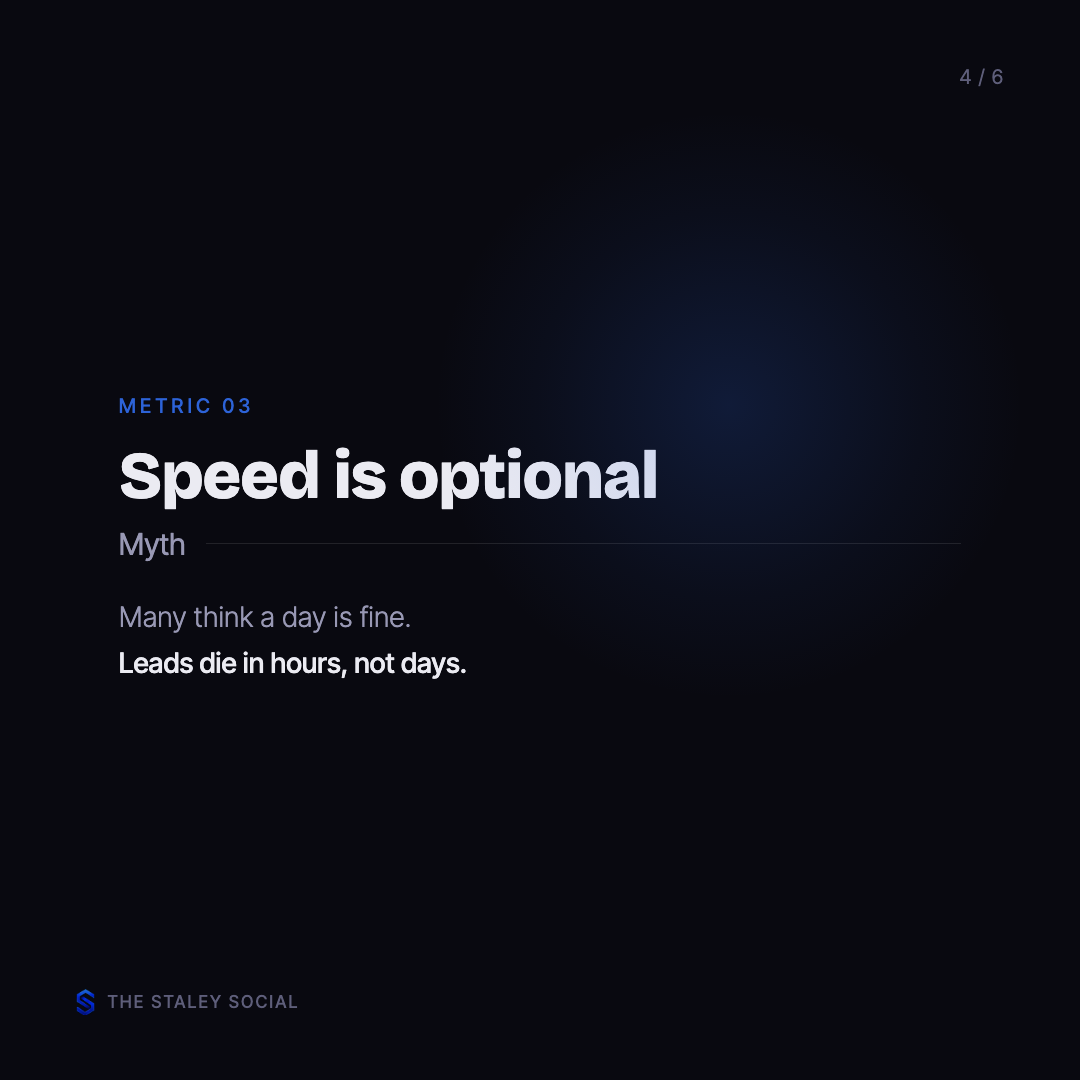 4 / 6
METRIC 03
Speed is optional
Myth
Many think a day is fine.
Leads die in hours, not days.
THE STALEY SOCIAL